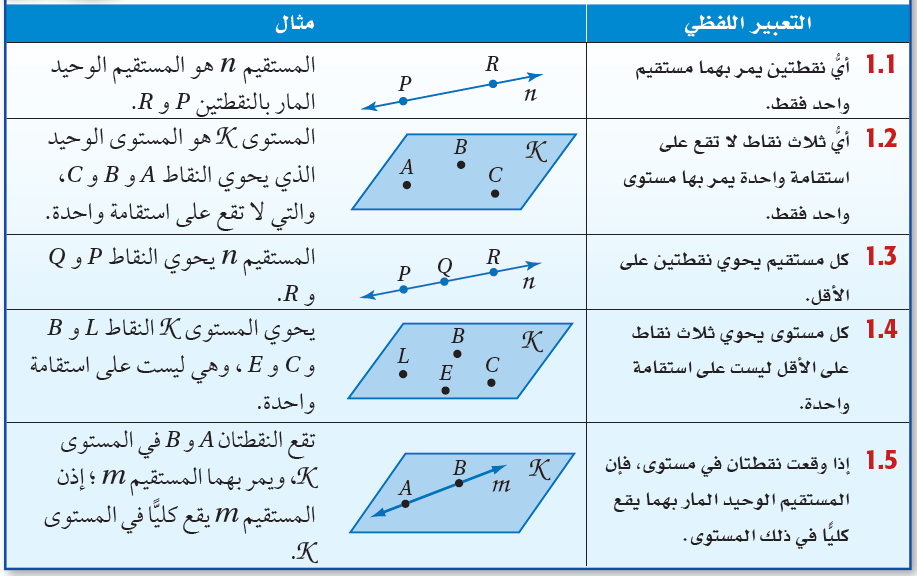 التعبير اللفظي
مثال
1.1 أيُّ نقطتين يمر بهما مستقيم
واحد فقط.
P R n
المستقيم n هو المستقيم الوحيد
المار بالنقطتين P و R.
1.2 أيُّ ثلاث نقاط لا تقع على
استقامة واحدة يمر بها مستوى
واحد فقط.
A B C K
المستوى K هو المستوى الوحيد
الذي يحوي النقاط A و B و C،
والتي لا تقع على استقامة واحدة.
1.3 كل مستقيم يحوي نقطتين على
الأقل.
P Q R n
المستقيم n يحوي النقاط P و Q
و R.
1.4 كل مستوى يحوي ثلاث نقاط
على الأقل ليست على استقامة
واحدة.
L B E C K
يحوي المستوى K النقاط L و B
و C و E ، وهي ليست على استقامة
واحدة.
1.5 إذا وقعت نقطتان في مستوى، فإن
المستقيم الوحيد المار بهما يقع
كليًّا في ذلك المستوى.
A B m K
تقع النقطتان A و B في المستوى
K، ويمر بهما المستقيم m ؛ إذن
المستقيم m يقع كليًّا في المستوى
K.